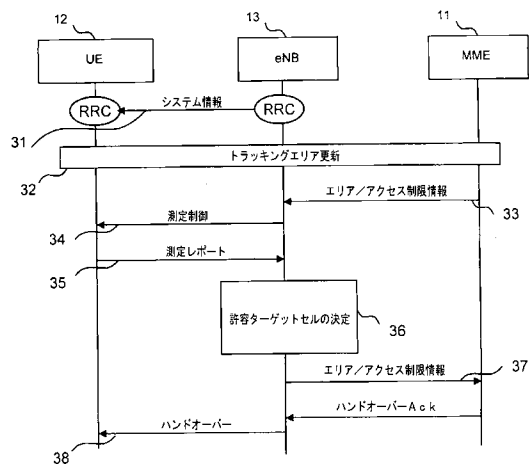 12
13
11
UE
eNB
MME
RRC
システム情報
RRC
31
トラッキングエリア更新
32
エリア／アクセス制限情報
33
測定制御
34
測定レポート
35
許容ターゲットセルの決定
36
エリア／アクセス制限情報
37
ハンドオーバーAck
ハンドオーバー
38